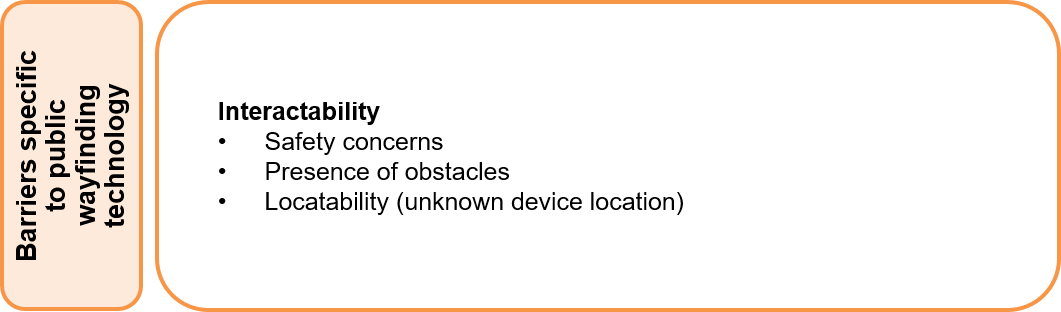 Barriers specific
to public
wayfinding
technology
Interactability
• Safety concerns
• Presence of obstacles
• Locatability (unknown device location)